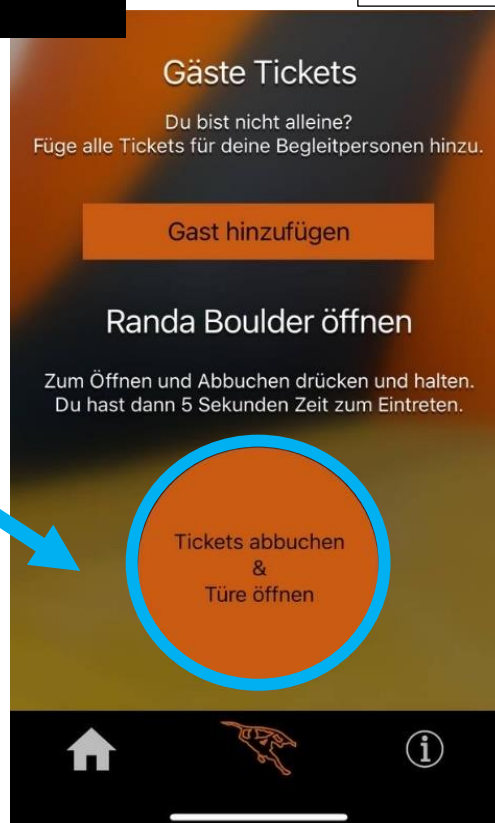 Gäste Tickets
Du bist nicht alleine?
Füge alle Tickets für deine Begleitpersonen hinzu.
Gast hinzufügen
Randa Boulder öffnen
Zum Öffnen und Abbuchen drücken und halten.
Du hast dann 5 Sekunden Zeit zum Eintreten.
Tickets abbuchen
&
Türe öffnen